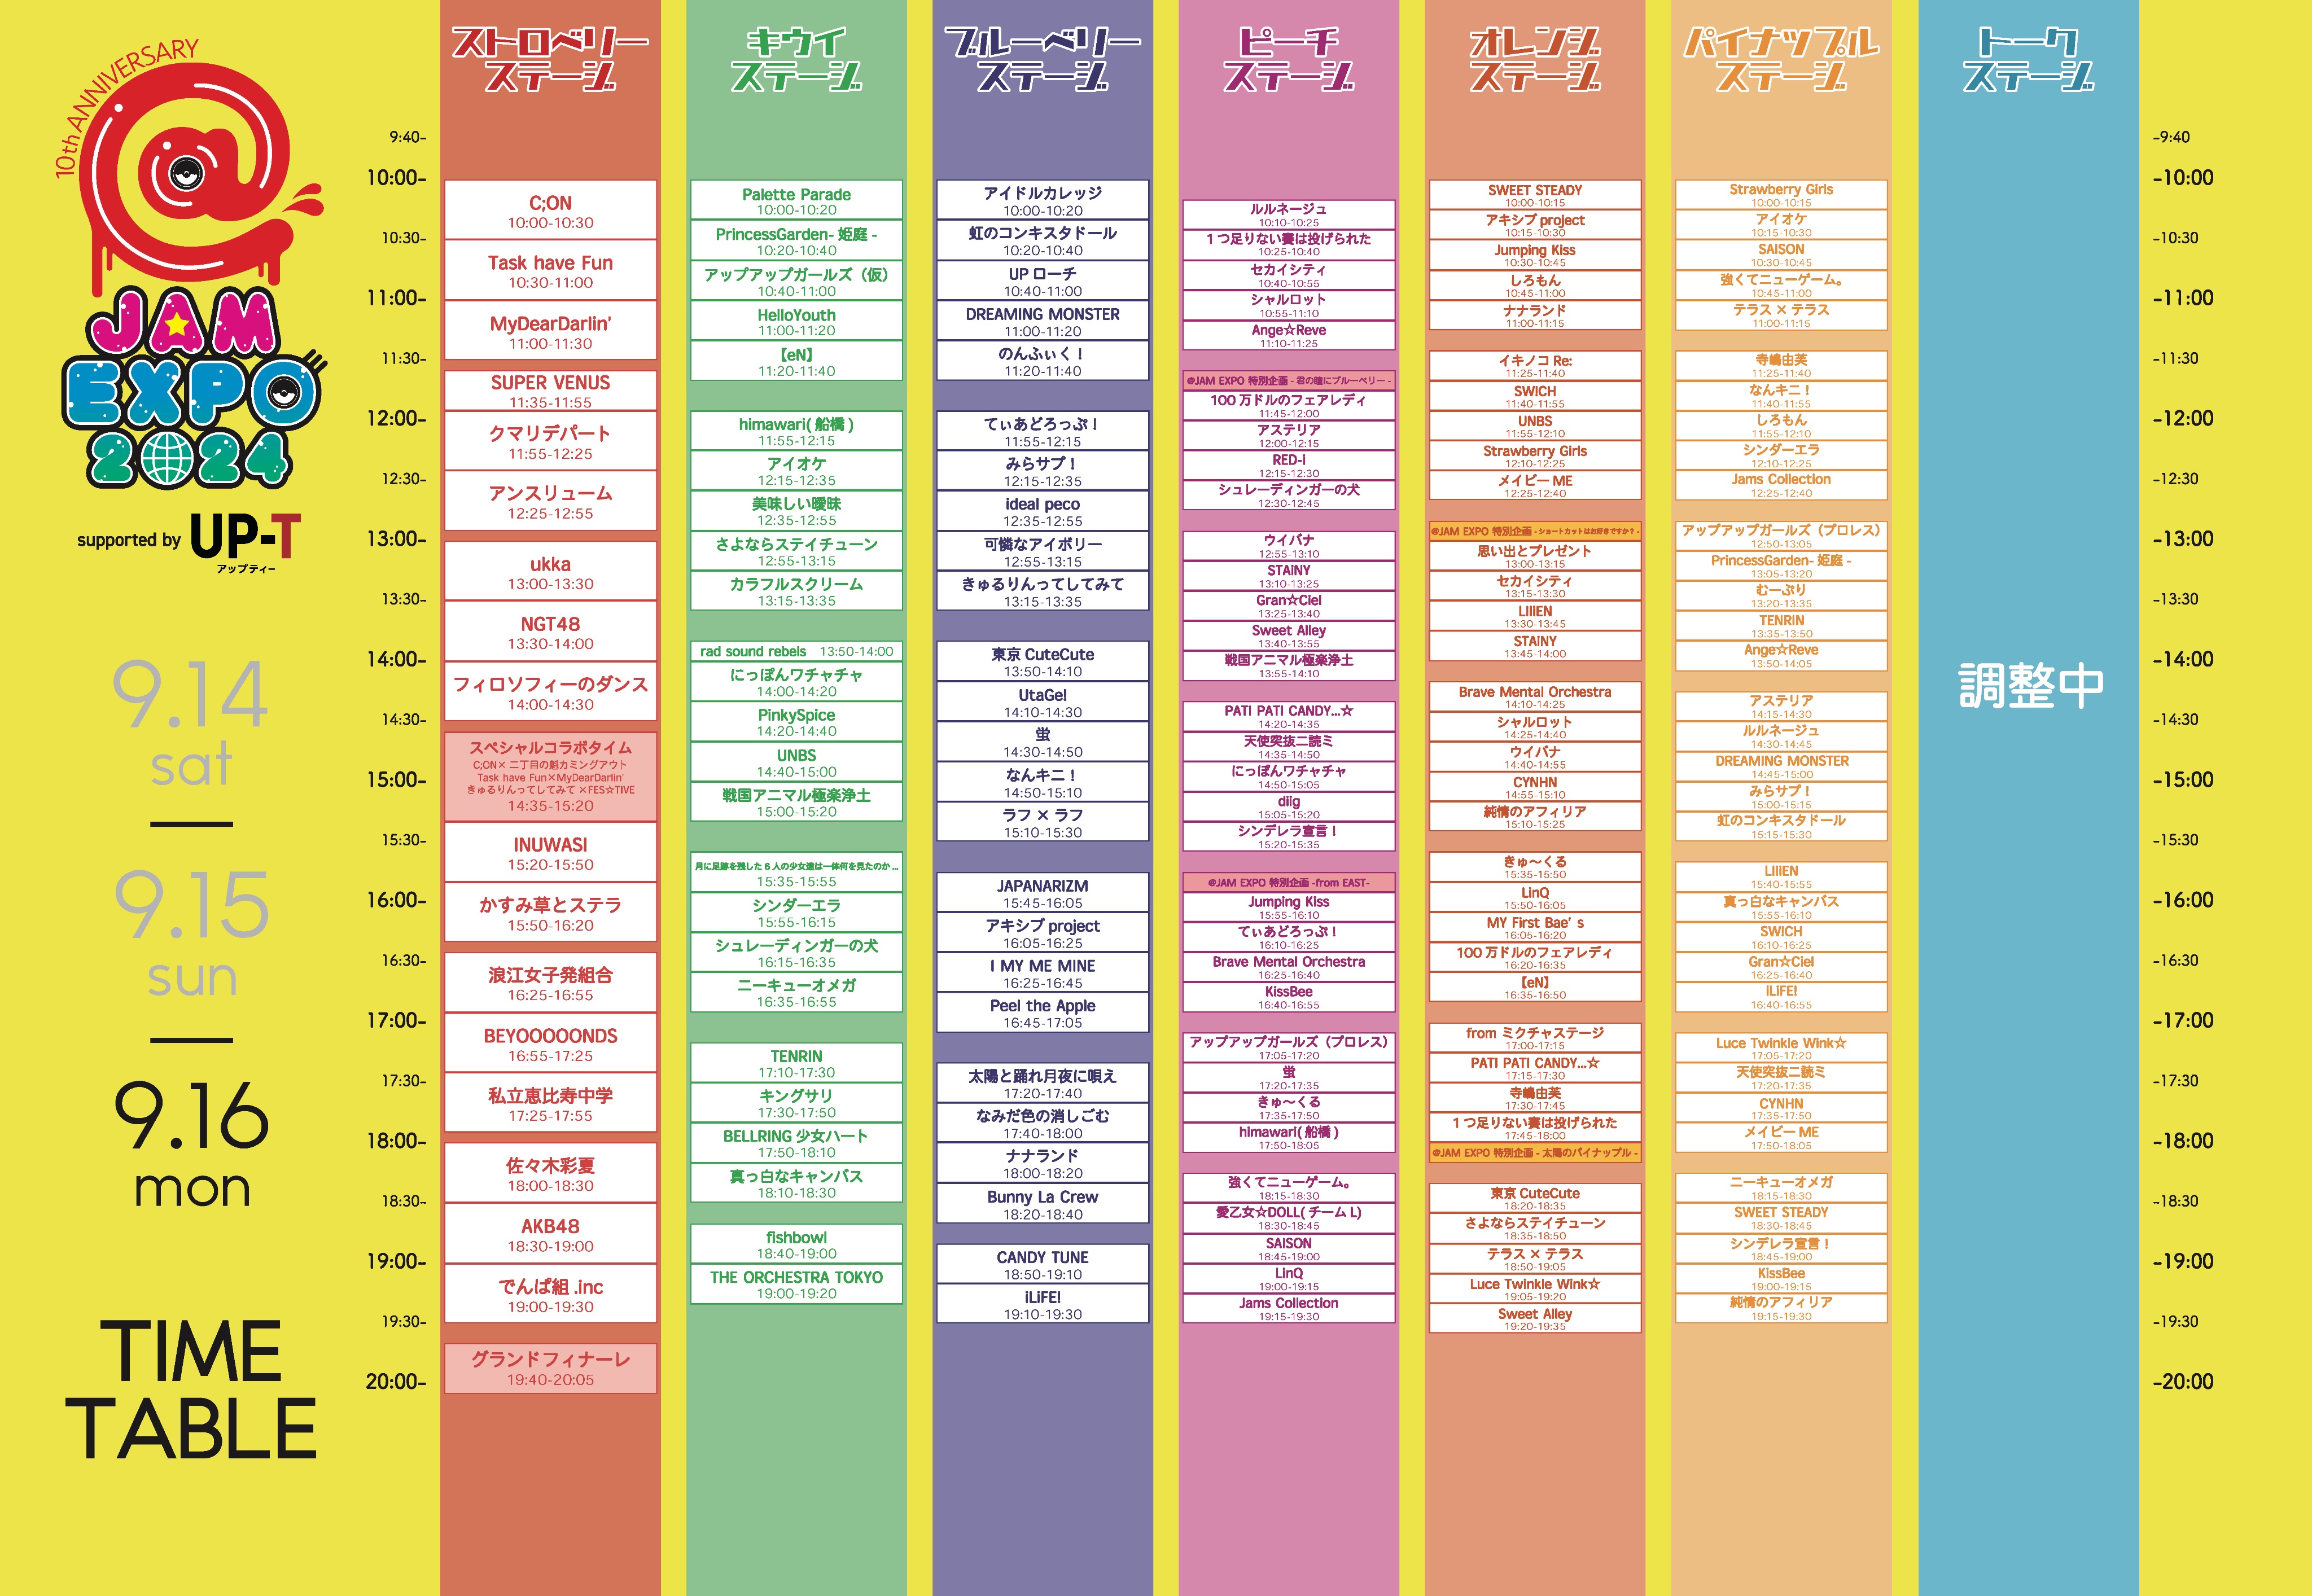 10th ANNIVERSARY
JAM
EXPO
2024
supported by UP-T
アップティー
9.14
sat
9.15
sun
9.16
mon
TIME
TABLE
9:40-
10:00-
10:30-
11:00-
11:30-
12:00-
12:30-
13:00-
13:30-
14:00-
14:30-
15:00-
15:30-
16:00-
16:30-
17:00-
17:30-
18:00-
18:30-
19:00-
19:30-
20:00-
ストロベリー
ステージ
C;ON
10:00-10:30
Task have Fun
10:30-11:00
MyDearDarlin'
11:00-11:30
SUPER VENUS
11:35-11:55
クマリデパート
11:55-12:25
アンスリューム
12:25-12:55
ukka
13:00-13:30
NGT48
13:30-14:00
フィロソフィーのダンス
14:00-14:30
スペシャルコラボタイム
C;ON×二丁目の魁カミングアウト
Task have Fun×MyDearDarlin'
きゅるりんってしてみて ×FES☆TIVE
14:35-15:20
INUWASI
15:20-15:50
かすみ草とステラ
15:50-16:20
浪江女子発組合
16:25-16:55
BEYOOOOONDS
16:55-17:25
私立恵比寿中学
17:25-17:55
佐々木彩夏
18:00-18:30
AKB48
18:30-19:00
でんぱ組.inc
19:00-19:30
グランドフィナーレ
19:40-20:05
キウイ
ステージ
Palette Parade
10:00-10:20
PrincessGarden- 姫庭 -
10:20-10:40
アップアップガールズ（仮）
10:40-11:00
HelloYouth
11:00-11:20
【eN】
11:20-11:40
himawari( 船橋 )
11:55-12:15
アイオケ
12:15-12:35
美味しい曖昧
12:35-12:55
さよならステイチューン
12:55-13:15
カラフルスクリーム
13:15-13:35
rad sound rebels 13:50-14:00
にっぽんワチャチャ
14:00-14:20
PinkySpice
14:20-14:40
UNBS
14:40-15:00
戦国アニマル極楽浄土
15:00-15:20
月に足跡を残した 6 人の少女達は一体何を見たのか ...
15:35-15:55
シンダーエラ
15:55-16:15
シュレーディンガーの犬
16:15-16:35
ニーキューオメガ
16:35-16:55
TENRIN
17:10-17:30
キングサリ
17:30-17:50
BELLRING 少女ハート
17:50-18:10
真っ白なキャンバス
18:10-18:30
fishbowl
18:40-19:00
THE ORCHESTRA TOKYO
19:00-19:20
ブルーベリー
ステージ
アイドルカレッジ
10:00-10:20
虹のコンキスタドール
10:20-10:40
UP ローチ
10:40-11:00
DREAMING MONSTER
11:00-11:20
のんふぃく！
11:20-11:40
てぃあどろっぷ！
11:55-12:15
みらサプ！
12:15-12:35
ideal peco
12:35-12:55
可憐なアイボリー
12:55-13:15
きゅるりんってしてみて
13:15-13:35
東京 CuteCute
13:50-14:10
UtaGe!
14:10-14:30
蛍
14:30-14:50
なんキニ！
14:50-15:10
ラフ × ラフ
15:10-15:30
JAPANARIZM
15:45-16:05
アキシブ project
16:05-16:25
I MY ME MINE
16:25-16:45
Peel the Apple
16:45-17:05
太陽と踊れ月夜に唄え
17:20-17:40
なみだ色の消しごむ
17:40-18:00
ナナランド
18:00-18:20
Bunny La Crew
18:20-18:40
CANDY TUNE
18:50-19:10
iLiFE!
19:10-19:30
ピーチ
ステージ
ルルネージュ
10:10-10:25
1 つ足りない賽は投げられた
10:25-10:40
セカイシティ
10:40-10:55
シャルロット
10:55-11:10
Ange☆Reve
11:10-11:25
@JAM EXPO 特別企画 - 君の瞳にブルーベリー -
100 万ドルのフェアレディ
11:45-12:00
アステリア
12:00-12:15
RED-i
12:15-12:30
シュレーディンガーの犬
12:30-12:45
ウイバナ
12:55-13:10
STAiNY
13:10-13:25
Gran☆Ciel
13:25-13:40
Sweet Alley
13:40-13:55
戦国アニマル極楽浄土
13:55-14:10
PATI PATI CANDY...☆
14:20-14:35
天使突抜二読ミ
14:35-14:50
にっぽんワチャチャ
14:50-15:05
diig
15:05-15:20
シンデレラ宣言！
15:20-15:35
@JAM EXPO 特別企画 -from EAST-
Jumping Kiss
15:55-16:10
てぃあどろっぷ！
16:10-16:25
Brave Mental Orchestra
16:25-16:40
KissBee
16:40-16:55
アップアップガールズ（プロレス）
17:05-17:20
蛍
17:20-17:35
きゅ～くる
17:35-17:50
himawari( 船橋 )
17:50-18:05
強くてニューゲーム。
18:15-18:30
愛乙女☆DOLL( チーム L)
18:30-18:45
SAISON
18:45-19:00
LinQ
19:00-19:15
Jams Collection
19:15-19:30
オレンジ
ステージ
SWEET STEADY
10:00-10:15
アキシブ project
10:15-10:30
Jumping Kiss
10:30-10:45
しろもん
10:45-11:00
ナナランド
11:00-11:15
イキノコ Re:
11:25-11:40
SWICH
11:40-11:55
UNBS
11:55-12:10
Strawberry Girls
12:10-12:25
メイビー ME
12:25-12:40
@JAM EXPO 特別企画 - ショートカットはお好きですか？ -
思い出とプレゼント
13:00-13:15
セカイシティ
13:15-13:30
LIIIEN
13:30-13:45
STAiNY
13:45-14:00
Brave Mental Orchestra
14:10-14:25
シャルロット
14:25-14:40
ウイバナ
14:40-14:55
CYNHN
14:55-15:10
純情のアフィリア
15:10-15:25
きゅ～くる
15:35-15:50
LinQ
15:50-16:05
MY First Bae' s
16:05-16:20
100 万ドルのフェアレディ
16:20-16:35
【eN】
16:35-16:50
from ミクチャステージ
17:00-17:15
PATI PATI CANDY...☆
17:15-17:30
寺嶋由芙
17:30-17:45
1 つ足りない賽は投げられた
17:45-18:00
@JAM EXPO 特別企画 - 太陽のパイナップル -
東京 CuteCute
18:20-18:35
さよならステイチューン
18:35-18:50
テラス × テラス
18:50-19:05
Luce Twinkle Wink☆
19:05-19:20
Sweet Alley
19:20-19:35
パイナップル
ステージ
Strawberry Girls
10:00-10:15
アイオケ
10:15-10:30
SAISON
10:30-10:45
強くてニューゲーム。
10:45-11:00
テラス × テラス
11:00-11:15
寺嶋由芙
11:25-11:40
なんキニ！
11:40-11:55
しろもん
11:55-12:10
シンダーエラ
12:10-12:25
Jams Collection
12:25-12:40
アップアップガールズ（プロレス）
12:50-13:05
PrincessGarden- 姫庭 -
13:05-13:20
むーぷり
13:20-13:35
TENRIN
13:35-13:50
Ange☆Reve
13:50-14:05
アステリア
14:15-14:30
ルルネージュ
14:30-14:45
DREAMING MONSTER
14:45-15:00
みらサプ！
15:00-15:15
虹のコンキスタドール
15:15-15:30
LIIIEN
15:40-15:55
真っ白なキャンバス
15:55-16:10
SWICH
16:10-16:25
Gran☆Ciel
16:25-16:40
iLiFE!
16:40-16:55
Luce Twinkle Wink☆
17:05-17:20
天使突抜二読ミ
17:20-17:35
CYNHN
17:35-17:50
メイビー ME
17:50-18:05
ニーキューオメガ
18:15-18:30
SWEET STEADY
18:30-18:45
シンデレラ宣言！
18:45-19:00
KissBee
19:00-19:15
純情のアフィリア
19:15-19:30
トーク
ステージ
調整中
-9:40
-10:00
-10:30
-11:00
-11:30
-12:00
-12:30
-13:00
-13:30
-14:00
-14:30
-15:00
-15:30
-16:00
-16:30
-17:00
-17:30
-18:00
-18:30
-19:00
-19:30
-20:00